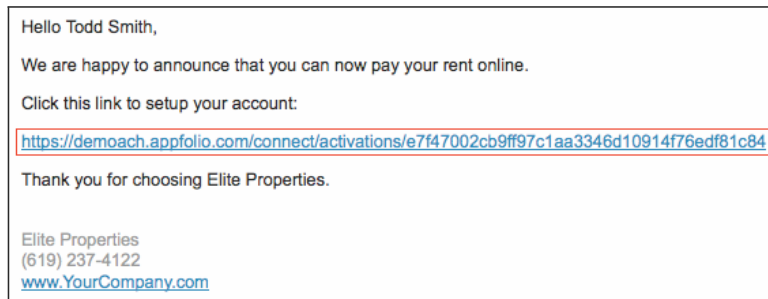 Hello Todd Smith,
We are happy to announce that you can now pay your rent online.
Click this link to setup your account:
https://demoach.appfolio.com/connect/activations/e7f47002cb9ff97c1aa3346d10914f76edf81c84
Thank you for choosing Elite Properties.
Elite Properties
(619) 237-4122
www.YourCompany.com